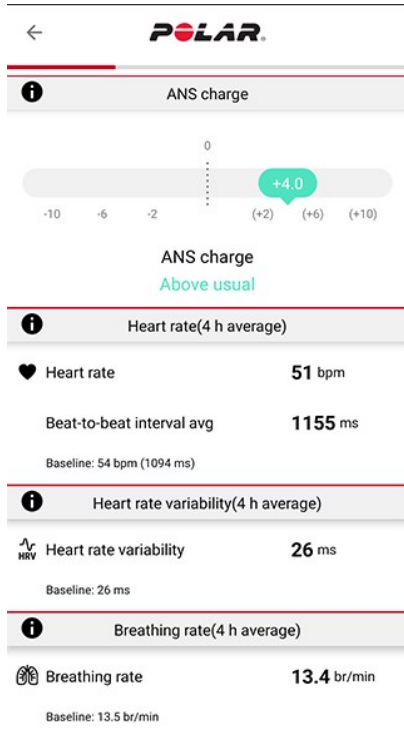 POLAR.
ANS charge
0
+4.0
-10 -6 -2 (+2) (+6) (+10)
ANS charge
Above usual
Heart rate(4 h average)
Heart rate 51 bpm
Beat-to-beat interval avg 1155 ms
Baseline: 54 bpm (1094 ms)
Heart rate variability(4 h average)
HRV Heart rate variability 26 ms
Baseline: 26 ms
Breathing rate(4 h average)
Breathing rate 13.4 br/min
Baseline: 13.5 br/min